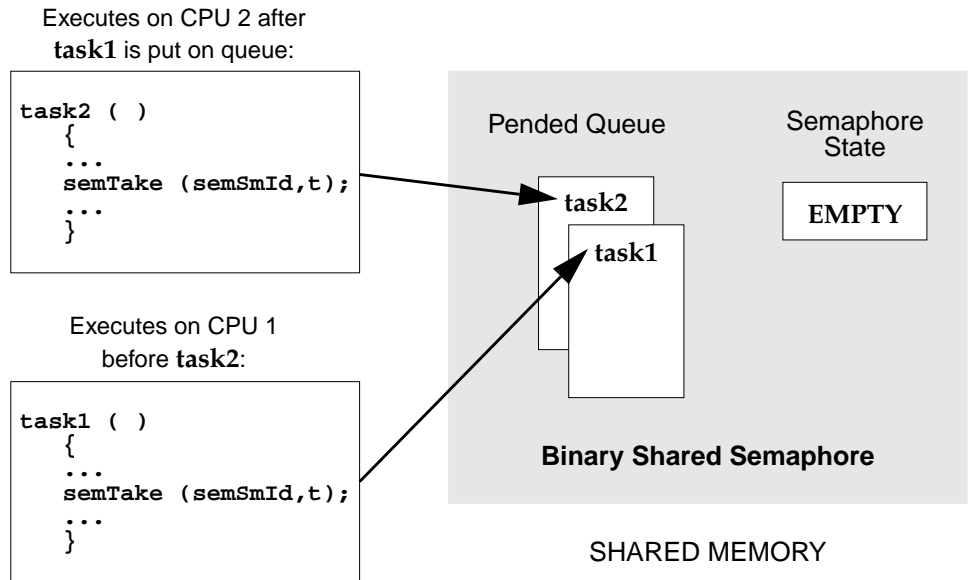 Executes on CPU 2 after
task1 is put on queue:
task2 ( )
{
...
semTake (semSmId,t);
...
}
Executes on CPU 1
before task2:
task1 ( )
{
...
semTake (semSmId,t);
...
}
Pended Queue
Semaphore
State
task2
task1
EMPTY
Binary Shared Semaphore
SHARED MEMORY